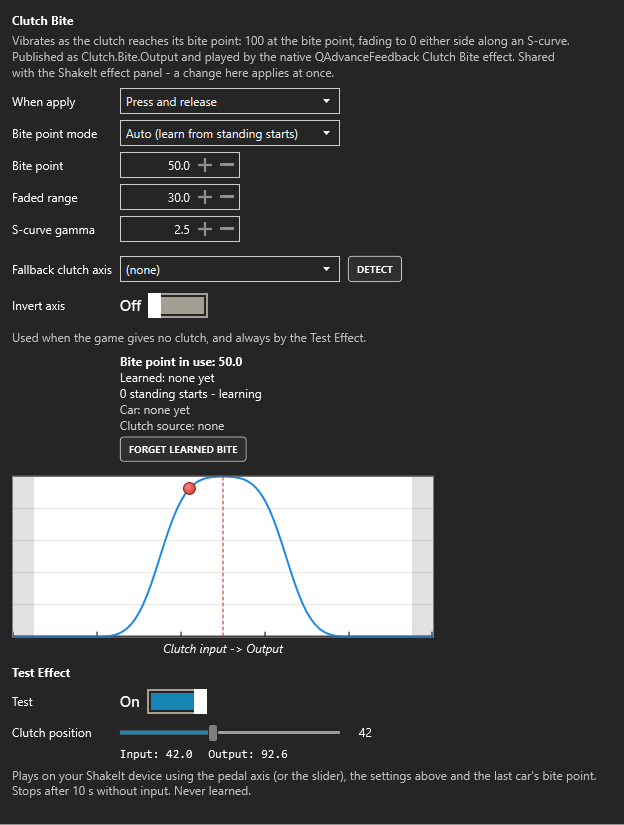 Clutch Bite
Vibrates as the clutch reaches its bite point: 100 at the bite point, fading to 0 either side along an S-curve.
Published as Clutch.Bite.Output and played by the native QAdvanceFeedback Clutch Bite effect. Shared
with the ShakeIt effect panel - a change here applies at once.
When apply
Press and release
Bite point mode
Auto (learn from standing starts)
Bite point
50.0
Faded range
30.0
S-curve gamma
2.5
Fallback clutch axis
(none)
DETECT
Invert axis
Off
Used when the game gives no clutch, and always by the Test Effect.
Bite point in use: 50.0
Learned: none yet
0 standing starts - learning
Car: none yet
Clutch source: none
FORGET LEARNED BITE
Clutch input -> Output
Test Effect
Test
On
Clutch position
42
Input: 42.0 Output: 92.6
Plays on your ShakeIt device using the pedal axis (or the slider), the settings above and the last car's bite point.
Stops after 10 s without input. Never learned.